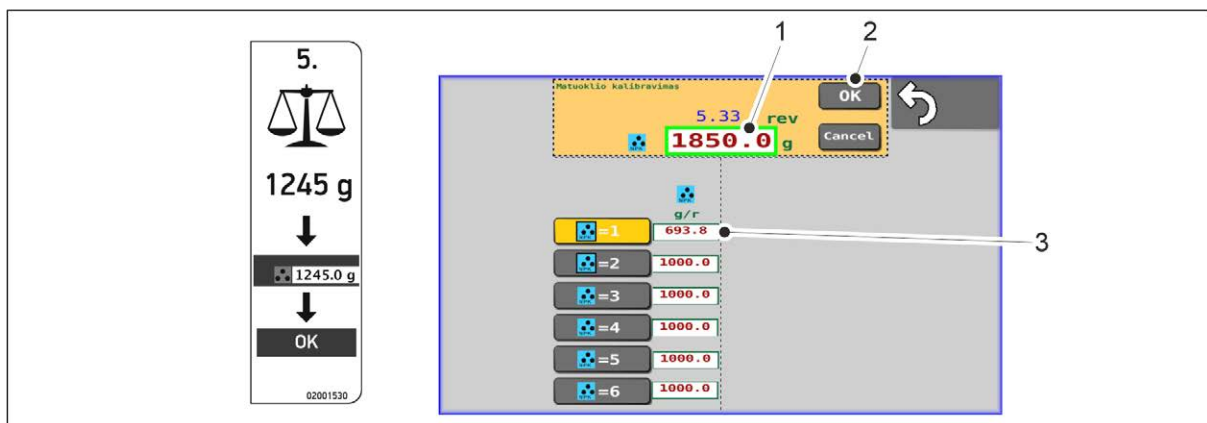 5.
1245 g
1245.0 g
OK
02001530
1
2
Matuoklio kalibravimas
OK
5.33 rev
1850.0 g
Cancel
g/r
=1 693.8
3
=2 1000.0
=3 1000.0
=4 1000.0
=5 1000.0
=6 1000.0